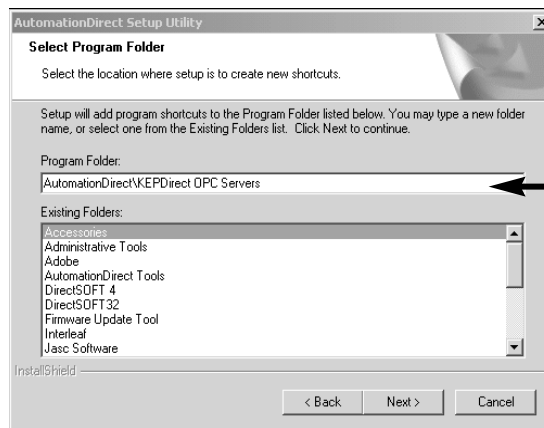 AutomationDirect Setup Utility
Select Program Folder
Select the location where setup is to create new shortcuts.
Setup will add program shortcuts to the Program Folder listed below. You may type a new folder
name, or select one from the Existing Folders list. Click Next to continue.
Program Folder:
AutomationDirect\KEPDirect OPC Servers
Existing Folders:
Accessories
Administrative Tools
Adobe
AutomationDirect Tools
DirectSOFT 4
DirectSOFT32
Firmware Update Tool
Interleaf
Jasc Software
InstallShield
< Back
Next >
Cancel